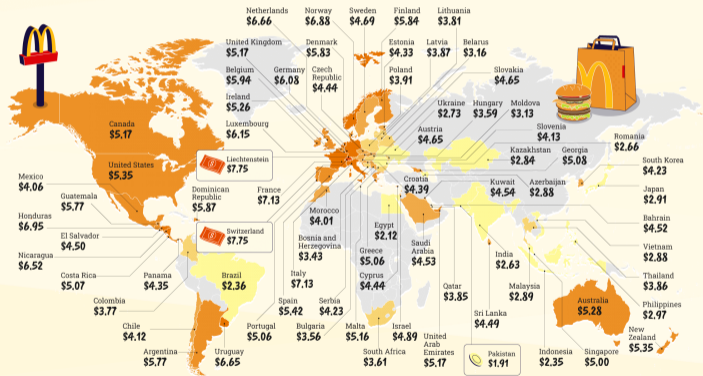 Netherlands
$6.66
Norway
$6.88
Sweden
$4.69
Finland
$5.84
Lithuania
$3.81
United Kingdom
$5.17
Denmark
$5.83
Estonia
$4.33
Latvia
$3.87
Belarus
$3.16
Belgium
$5.94
Germany
$6.08
Czech
Republic
$4.44
Poland
$3.91
Slovakia
$4.65
Ireland
$5.26
Ukraine
$2.73
Hungary
$3.59
Moldova
$3.13
Luxembourg
$6.15
Austria
$4.65
Slovenia
$4.13
Romania
$2.66
Canada
$5.17
Kazakhstan
$2.84
Georgia
$5.08
South Korea
$4.23
United States
$5.35
Liechtenstein
$7.75
Mexico
$4.06
Guatemala
$5.77
Dominican
Republic
$5.87
France
$7.13
Croatia
$4.39
Kuwait
$4.54
Azerbaijan
$2.88
Japan
$2.91
Honduras
$6.95
Switzerland
$7.75
Morocco
$4.01
Egypt
$2.12
Bahrain
$4.52
El Salvador
$4.50
Bosnia and
Herzegovina
$3.43
Greece
$5.06
Saudi
Arabia
$4.53
India
$2.63
Vietnam
$2.88
Nicaragua
$6.52
Costa Rica
$5.07
Panama
$4.35
Brazil
$2.36
Italy
$7.13
Cyprus
$4.44
Qatar
$3.85
Malaysia
$2.89
Thailand
$3.86
Colombia
$3.77
Spain
$5.42
Serbia
$4.23
Sri Lanka
$4.49
Australia
$5.28
Philippines
$2.97
Chile
$4.12
Portugal
$5.06
Bulgaria
$3.56
Malta
$5.16
Israel
$4.89
United
Arab
Emirates
$5.17
New
Zealand
$5.35
Argentina
$5.77
Uruguay
$6.65
South Africa
$3.61
Pakistan
$1.91
Indonesia
$2.35
Singapore
$5.00